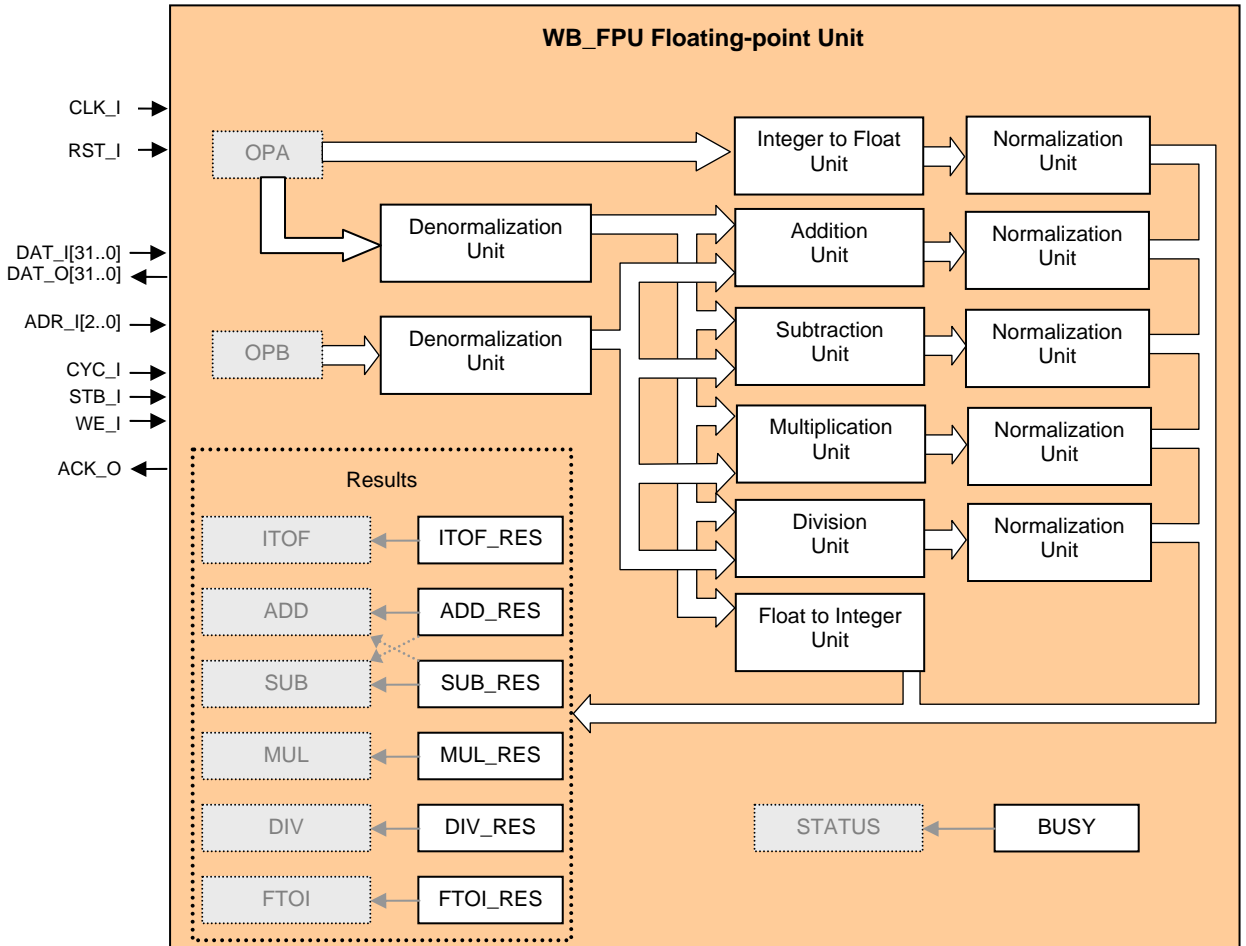 WB_FPU Floating-point Unit
CLK_I
RST_I
DAT_I[31..0]
DAT_O[31..0]
ADR_I[2..0]
CYC_I
STB_I
WE_I
ACK_O
OPA
Integer to Float
Unit
Normalization
Unit
Denormalization
Unit
Addition
Unit
Normalization
Unit
OPB
Denormalization
Unit
Subtraction
Unit
Normalization
Unit
Multiplication
Unit
Normalization
Unit
Division
Unit
Normalization
Unit
Float to Integer
Unit
Results
ITOF
ITOF_RES
ADD
ADD_RES
SUB
SUB_RES
MUL
MUL_RES
DIV
DIV_RES
FTOI
FTOI_RES
STATUS
BUSY